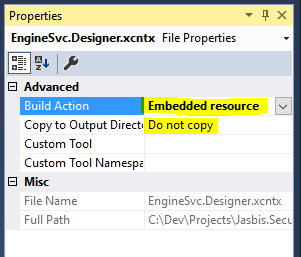 Properties
EngineSvc.Designer.xcntx File Properties
Advanced
Build Action Embedded resource
Copy to Output Direct Do not copy
Custom Tool
Custom Tool Namespa
Misc
File Name EngineSvc.Designer.xcntx
Full Path C:\Dev\Projects\Jasbis.Secu